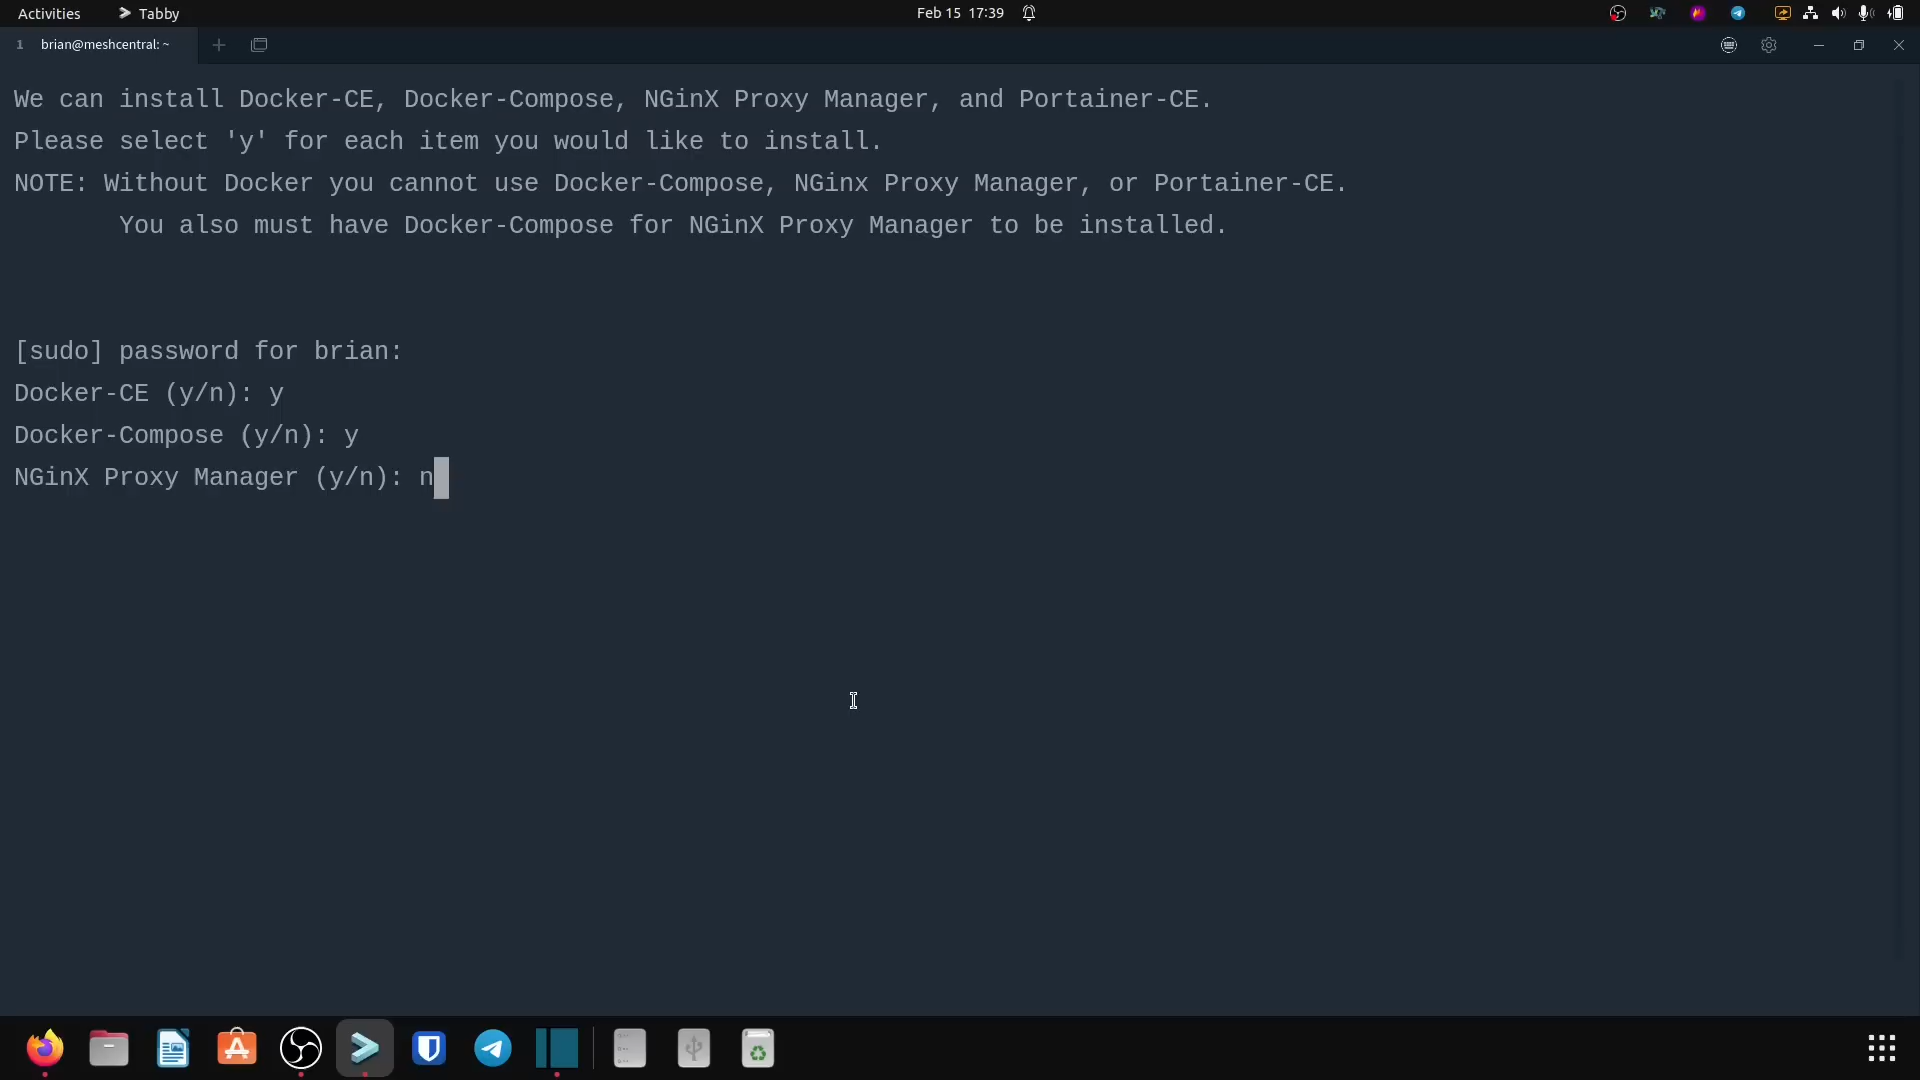 Activities
Tabby
Feb 15 17:39
1 brian@meshcentral: ~
We can install Docker-CE, Docker-Compose, NGinX Proxy Manager, and Portainer-CE.
Please select 'y' for each item you would like to install.
NOTE: Without Docker you cannot use Docker-Compose, NGinx Proxy Manager, or Portainer-CE.
You also must have Docker-Compose for NGinX Proxy Manager to be installed.
[sudo] password for brian:
Docker-CE (y/n): y
Docker-Compose (y/n): y
NGinX Proxy Manager (y/n): n